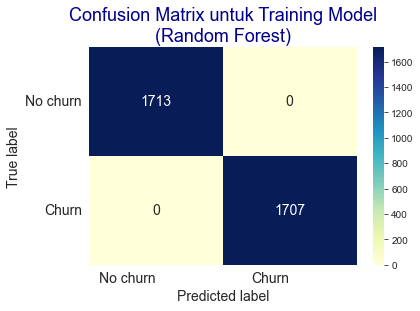 Confusion Matrix untuk Training Model
(Random Forest)
No churn
Churn
True label
1713
0
0
1707
No churn
Churn
Predicted label
1600
1400
1200
1000
800
600
400
200
0